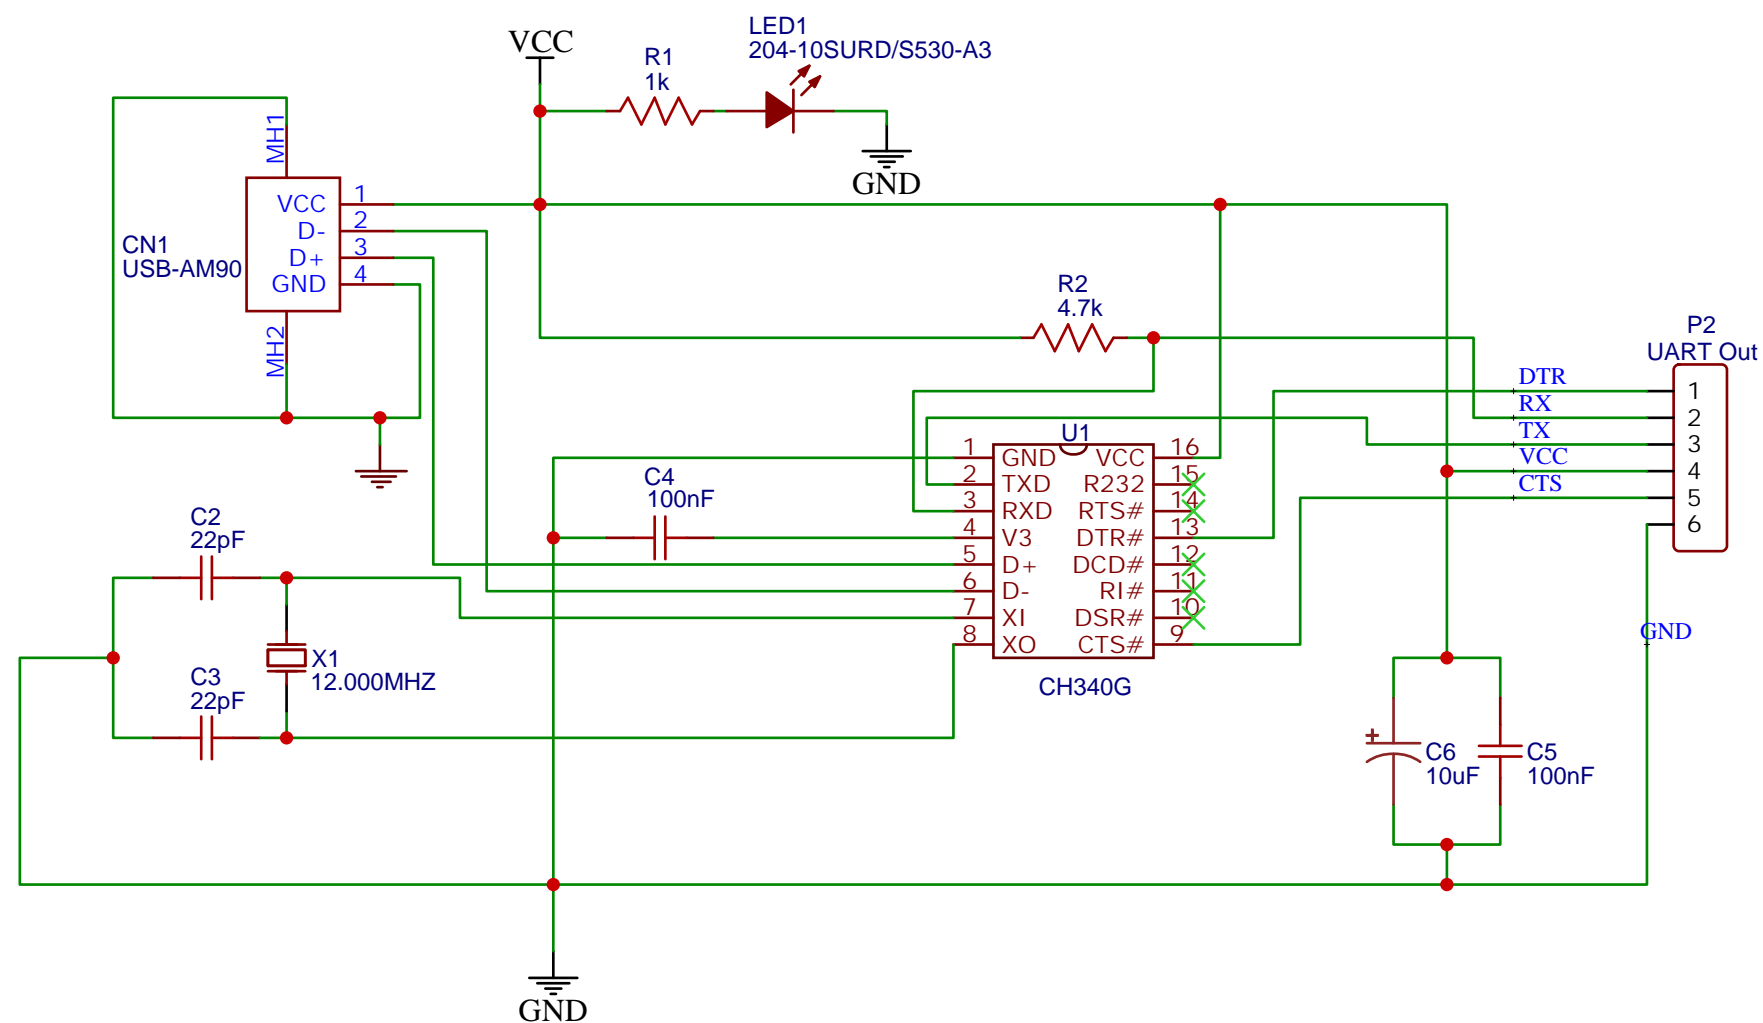 VCC
LED1
204-10SURD/S530-A3
R1
1k
GND
MH1
CN1
USB-AM90
VCC 1
D- 2
D+ 3
GND 4
MH2
R2
4.7k
P2
UART Out
DTR 1
RX 2
TX 3
VCC 4
CTS 5
6
GND
U1
1 GND VCC 16
2 TXD R232 15
3 RXD RTS# 14
4 V3 DTR# 13
5 D+ DCD# 12
6 D- RI# 11
7 XI DSR# 10
8 XO CTS# 9
CH340G
C4
100nF
C2
22pF
X1
12.000MHZ
C3
22pF
+
C6
10uF
C5
100nF
GND